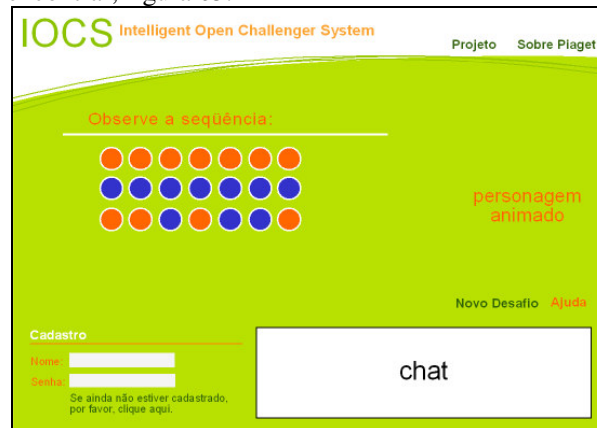 IOCS Intelligent Open Challenger System
Projeto Sobre Piaget
Observe a seqüência:
personagem
animado
Novo Desafio Ajuda
Cadastro
Nome:
Senha:
Se ainda não estiver cadastrado,
por favor, clique aqui.
chat